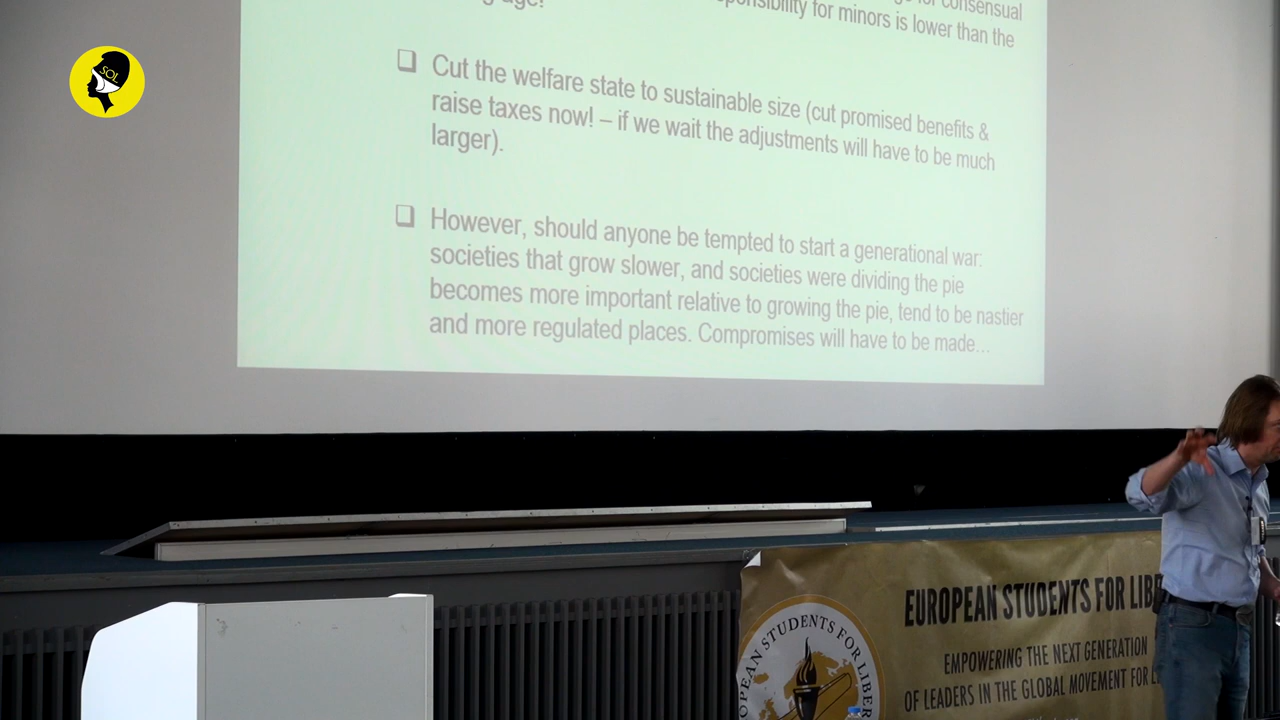 SOL
consensual
age!
responsibility for minors is lower than the
❑ Cut the welfare state to sustainable size (cut promised benefits &
raise taxes now! – if we wait the adjustments will have to be much
larger).
❑ However, should anyone be tempted to start a generational war:
societies that grow slower, and societies were dividing the pie
becomes more important relative to growing the pie, tend to be nastier
and more regulated places. Compromises will have to be made…
EUROPEAN STUDENTS FOR LIB
EMPOWERING THE NEXT GENERATION
OF LEADERS IN THE GLOBAL MOVEMENT FOR L
OPEAN STUDENTS FOR LIBER